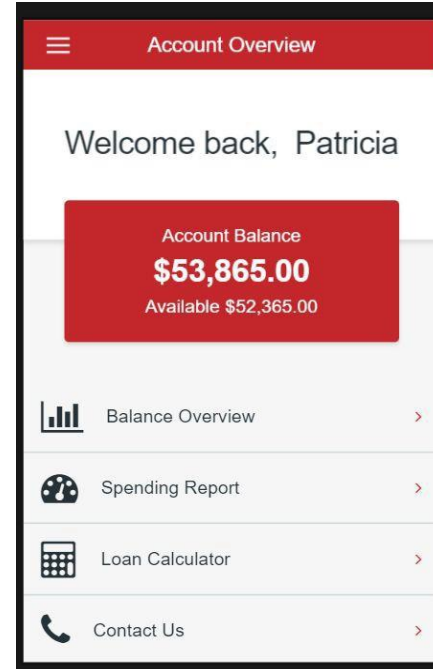 Account Overview
Welcome back, Patricia
Account Balance
$53,865.00
Available $52,365.00
Balance Overview
Spending Report
Loan Calculator
Contact Us